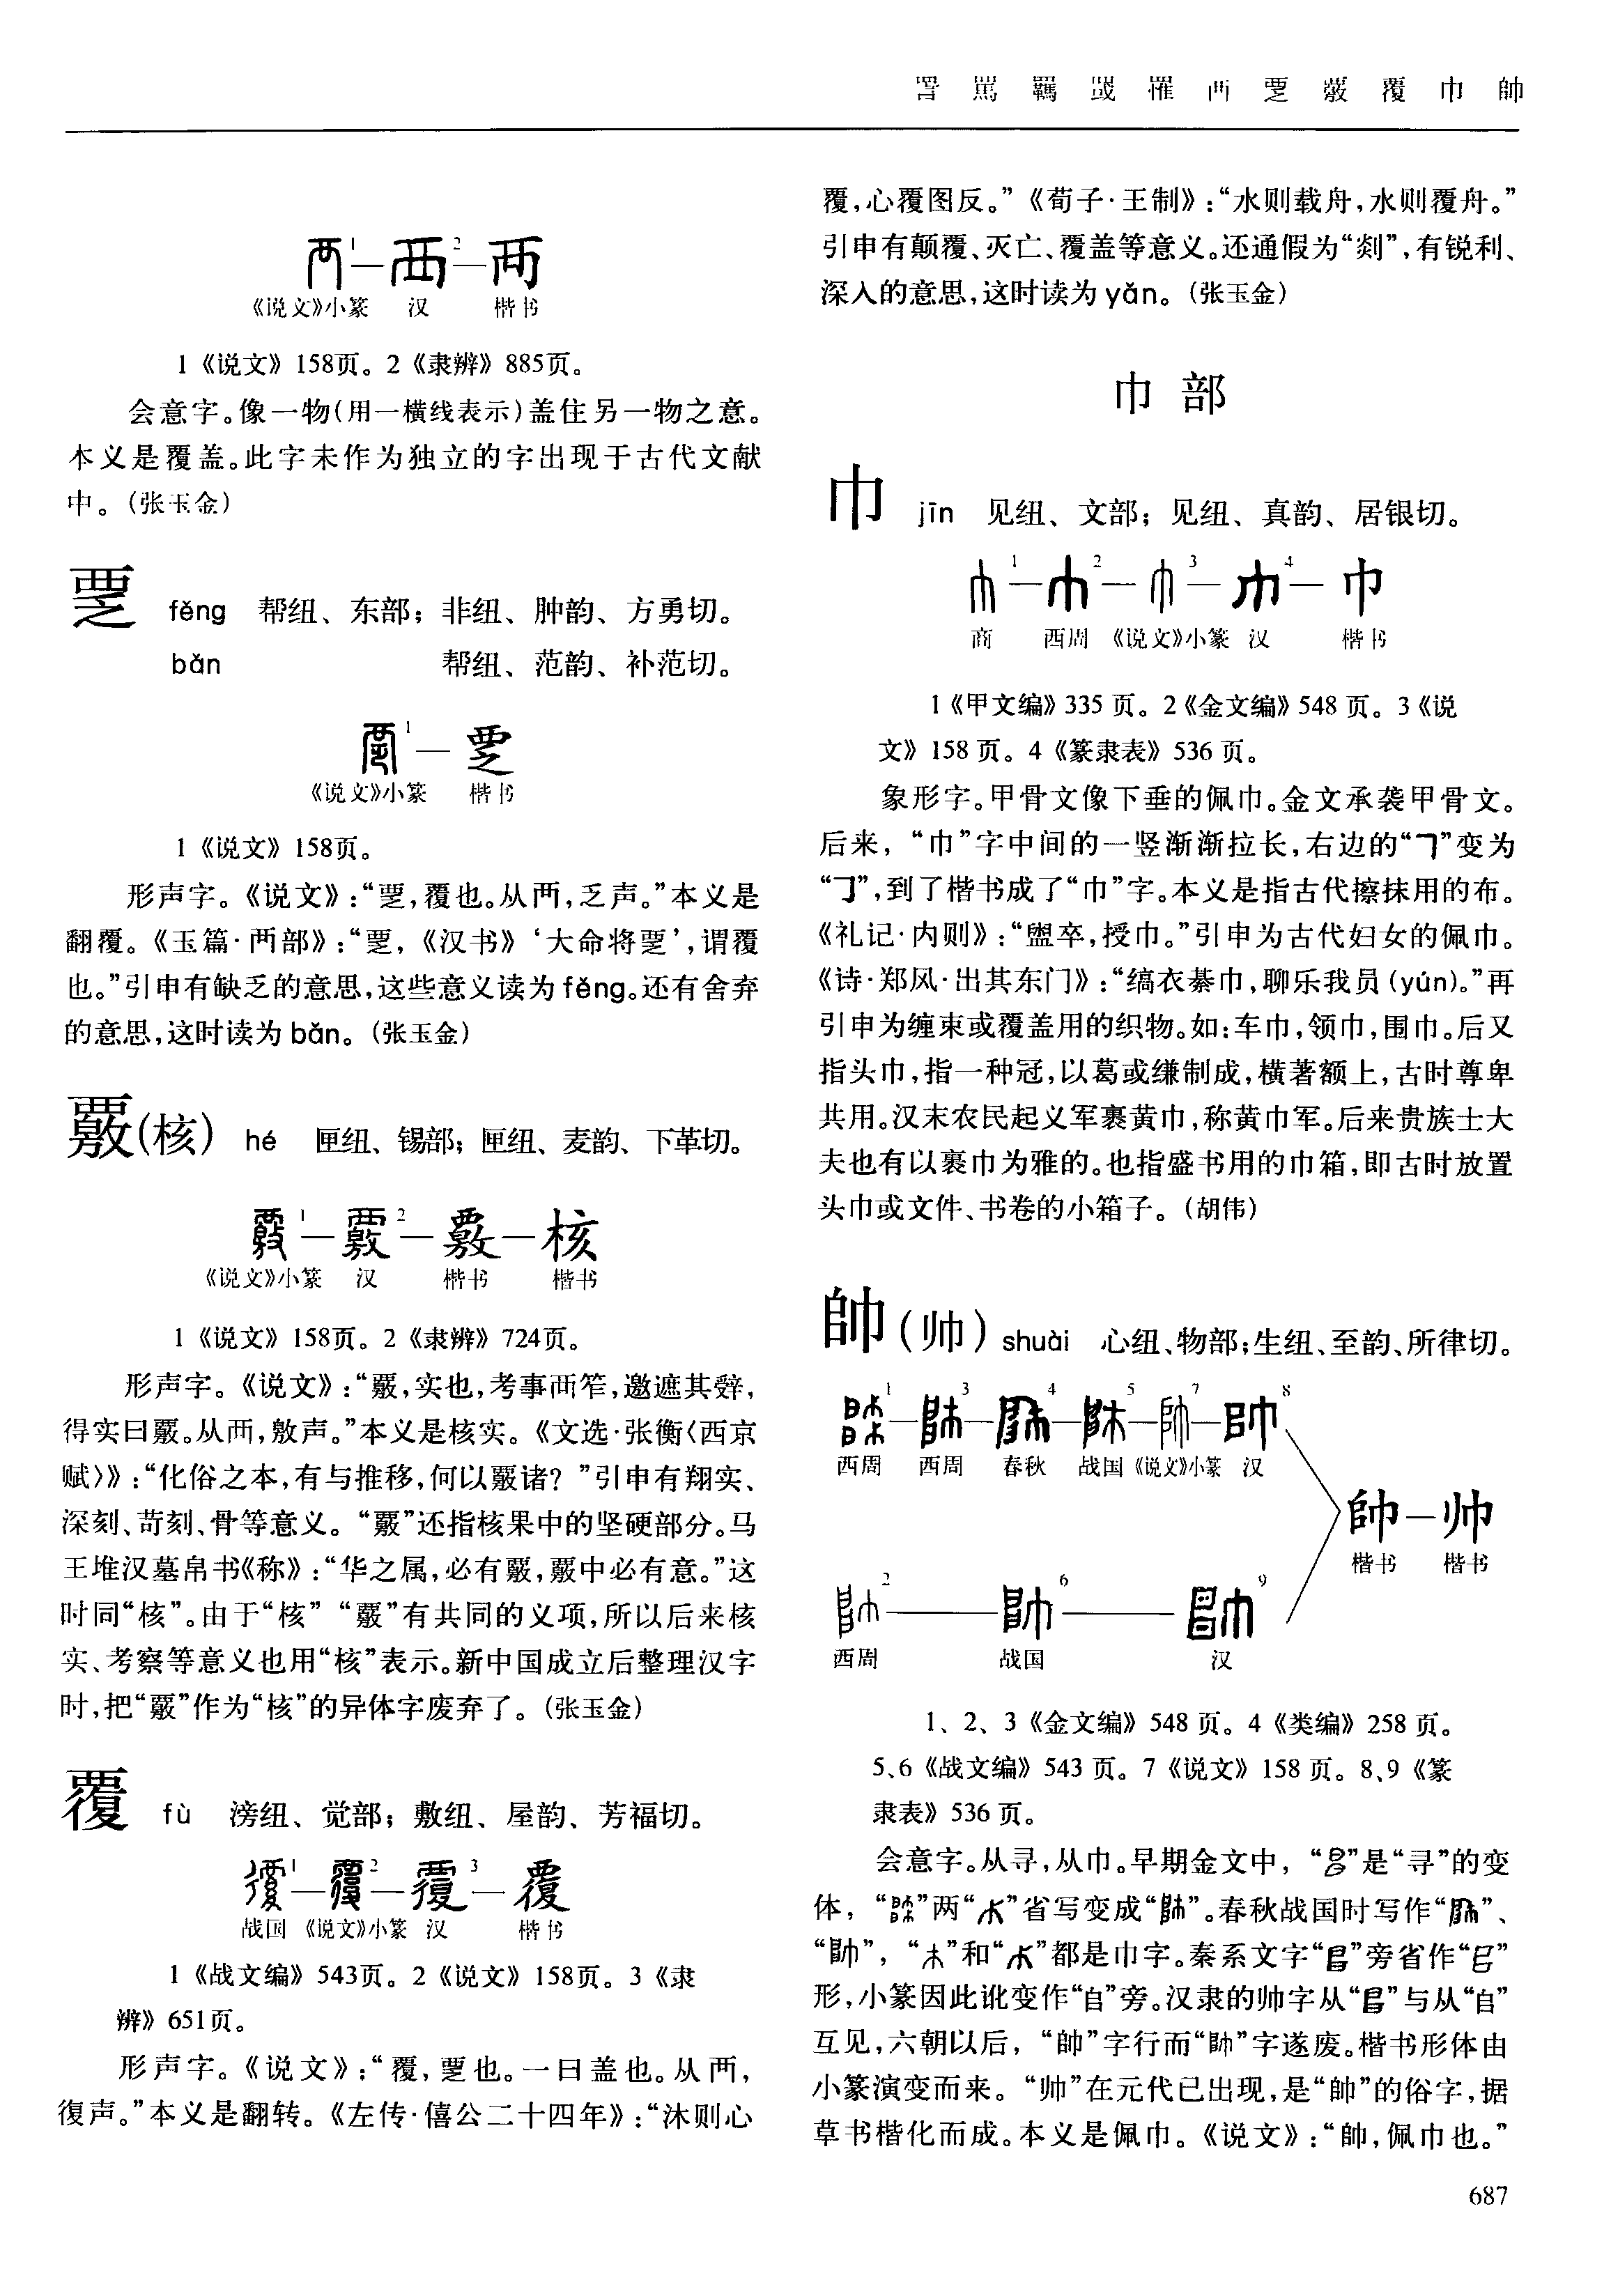 詈 駡 羈 罬 罹 襾 覂 覈 覆 巾 帥
襾1—襾2—襾
《说文》小篆 汉 楷书
1《说文》158页。2《隶辨》885页。
会意字。像一物(用一横线表示)盖住另一物之意。
本义是覆盖。此字未作为独立的字出现于古代文献
中。(张玉金)
覂 fěng 帮纽、东部；非纽、肿韵、方勇切。
bǎn 帮纽、范韵、补范切。
覂1—覂
《说文》小篆 楷书
1《说文》158页。
形声字。《说文》：“覂，覆也。从襾，乏声。”本义是
翻覆。《玉篇·襾部》：“覂，《汉书》‘大命将覂’，谓覆
也。”引申有缺乏的意思，这些意义读为fěng。还有舍弃
的意思，这时读为bǎn。(张玉金)
覈(核) hé 匣纽、锡部；匣纽、麦韵、下革切。
覈1—覈2—覈—核
《说文》小篆 汉 楷书 楷书
1《说文》158页。2《隶辨》724页。
形声字。《说文》：“覈，实也，考事襾笮，邀遮其辤，
得实曰覈。从襾，敫声。”本义是核实。《文选·张衡〈西京
赋〉》：“化俗之本，有与推移，何以覈诸？”引申有翔实、
深刻、苛刻、骨等意义。“覈”还指核果中的坚硬部分。马
王堆汉墓帛书《称》：“华之属，必有覈，覈中必有意。”这
时同“核”。由于“核”“覈”有共同的义项，所以后来核
实、考察等意义也用“核”表示。新中国成立后整理汉字
时，把“覈”作为“核”的异体字废弃了。(张玉金)
覆 fù 滂纽、觉部；敷纽、屋韵、芳福切。
覆1—覆2—覆3—覆
战国 《说文》小篆 汉 楷书
1《战文编》543页。2《说文》158页。3《隶
辨》651页。
形声字。《说文》：“覆，覂也。一曰盖也。从襾，
復声。”本义是翻转。《左传·僖公二十四年》：“沐则心
覆，心覆图反。”《荀子·王制》：“水则载舟，水则覆舟。”
引申有颠覆、灭亡、覆盖等意义。还通假为“剡”，有锐利、
深入的意思，这时读为yǎn。(张玉金)
巾 部
巾 jīn 见纽、文部；见纽、真韵、居银切。
巾1—巾2—巾3—巾4—巾
商 西周 《说文》小篆 汉 楷书
1《甲文编》335页。2《金文编》548页。3《说
文》158页。4《篆隶表》536页。
象形字。甲骨文像下垂的佩巾。金文承袭甲骨文。
后来，“巾”字中间的一竖渐渐拉长，右边的“㇕”变为
“㇆”，到了楷书成了“巾”字。本义是指古代擦抹用的布。
《礼记·内则》：“盥卒，授巾。”引申为古代妇女的佩巾。
《诗·郑风·出其东门》：“缟衣綦巾，聊乐我员(yún)。”再
引申为缠束或覆盖用的织物。如：车巾，领巾，围巾。后又
指头巾，指一种冠，以葛或缣制成，横著额上，古时尊卑
共用。汉末农民起义军裹黄巾，称黄巾军。后来贵族士大
夫也有以裹巾为雅的。也指盛书用的巾箱，即古时放置
头巾或文件、书卷的小箱子。(胡伟)
帥(帅) shuài 心纽、物部；生纽、至韵、所律切。
1 3 4 5 7 8
西周 西周 春秋 战国 《说文》小篆 汉
帥—帅
楷书 楷书
2 6 9
西周 战国 汉
1、2、3《金文编》548页。4《类编》258页。
5、6《战文编》543页。7《说文》158页。8、9《篆
隶表》536页。
会意字。从寻，从巾。早期金文中，“”是“寻”的变
体，“”两“”省写变成“”。春秋战国时写作“”、
“”，“”和“”都是巾字。秦系文字“”旁省作“”
形，小篆因此讹变作“自”旁。汉隶的帅字从“”与从“自”
互见，六朝以后，“帥”字行而“”字遂废。楷书形体由
小篆演变而来。“帅”在元代已出现，是“帥”的俗字，据
草书楷化而成。本义是佩巾。《说文》：“帥，佩巾也。”
687